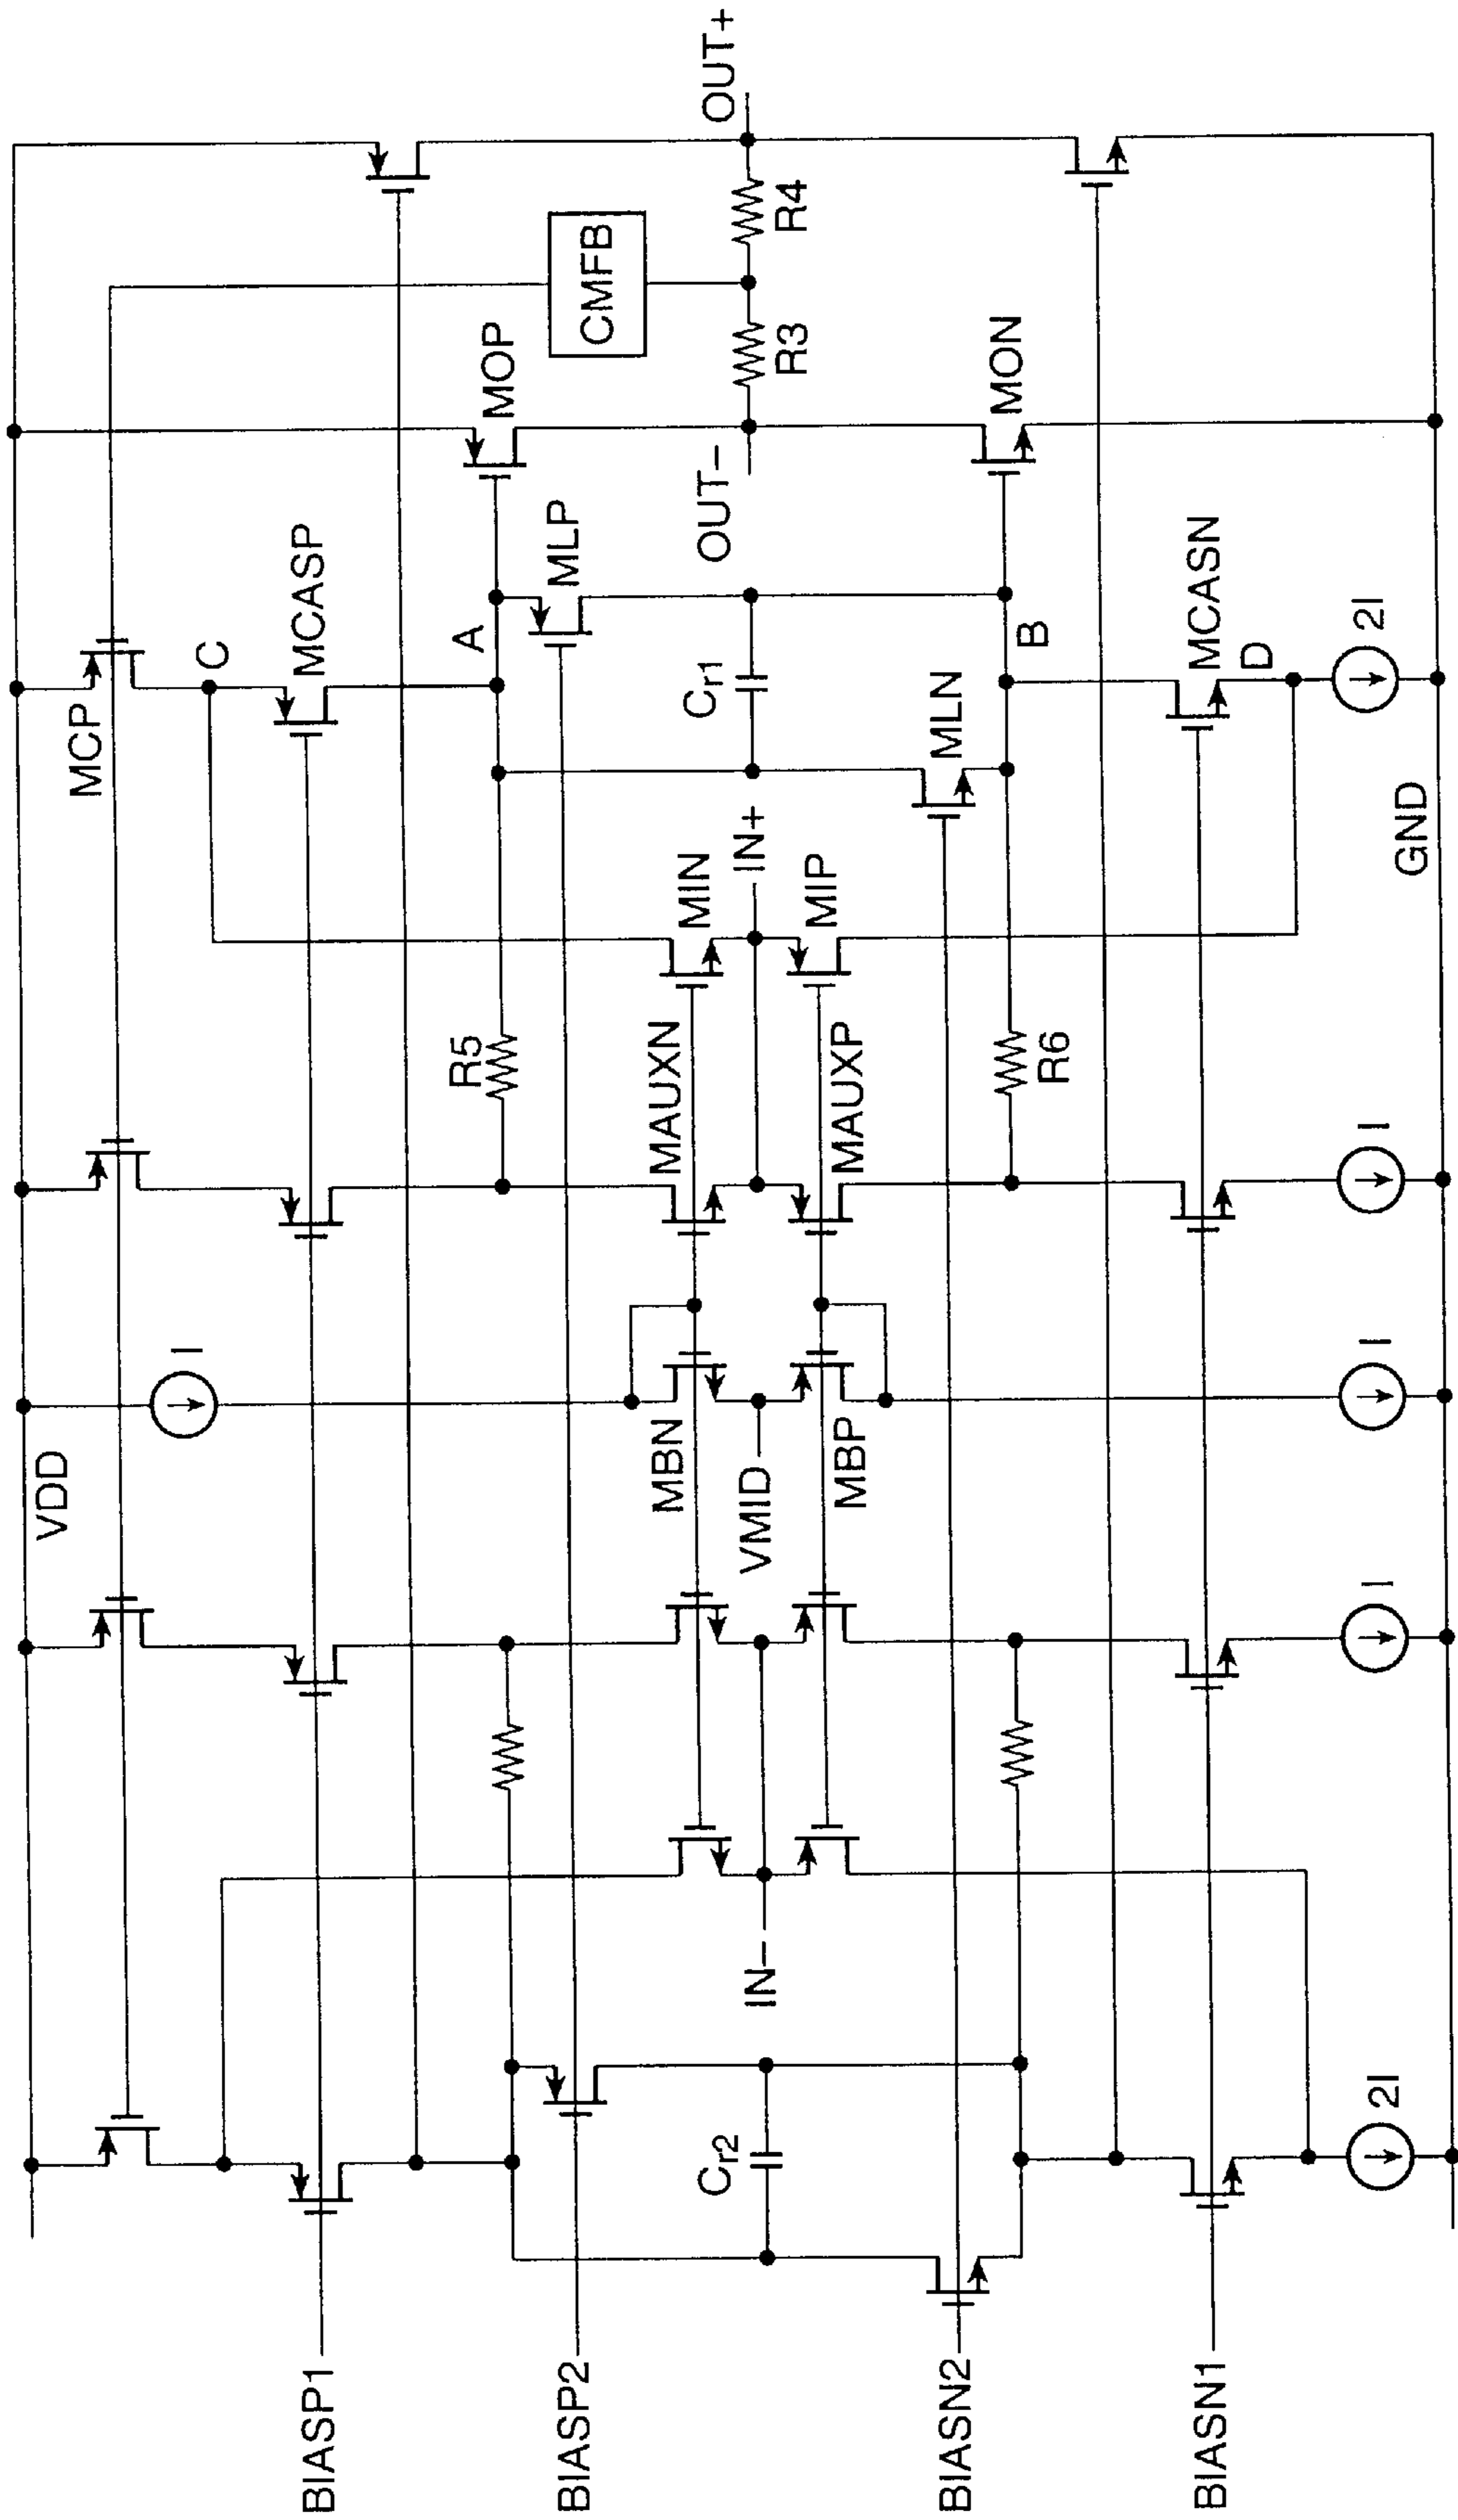 OUT+
R4
CMFB
R3
MOP
MON
OUT−
MLP
MCASP
C
A
MCP
Cr1
B
MCASN
D
2I
MLN
IN+
MIN
MIP
GND
R5
R6
MAUXN
MAUXP
I
I
I
VDD
MBN
VMID
MBP
I
IN−
Cr2
2I
BIASP1
BIASP2
BIASN2
BIASN1